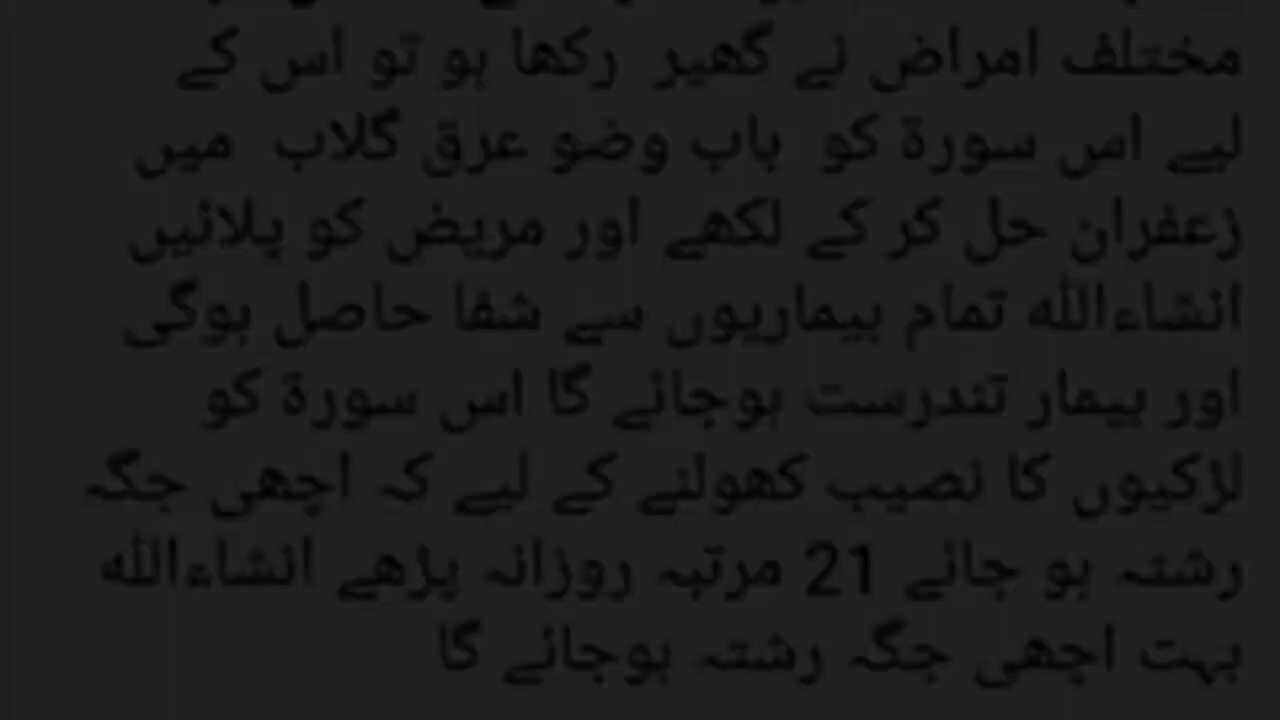 مختلف امراض نے گھیر رکھا ہو تو اس کے
لیے اس سورۃ کو باب وضو عرق گلاب میں
زعفران حل کر کے لکھے اور مریض کو پلائیں
انشاءاللہ تمام بیماریوں سے شفا حاصل ہوگی
اور بیمار تندرست ہوجائے گا اس سورۃ کو
لڑکیوں کا نصیب کھولنے کے لیے کہ اچھی جگہ
رشتہ ہو جائے 21 مرتبہ روزانہ پڑھے انشاءاللہ
بہت اچھی جگہ رشتہ ہوجائے گا